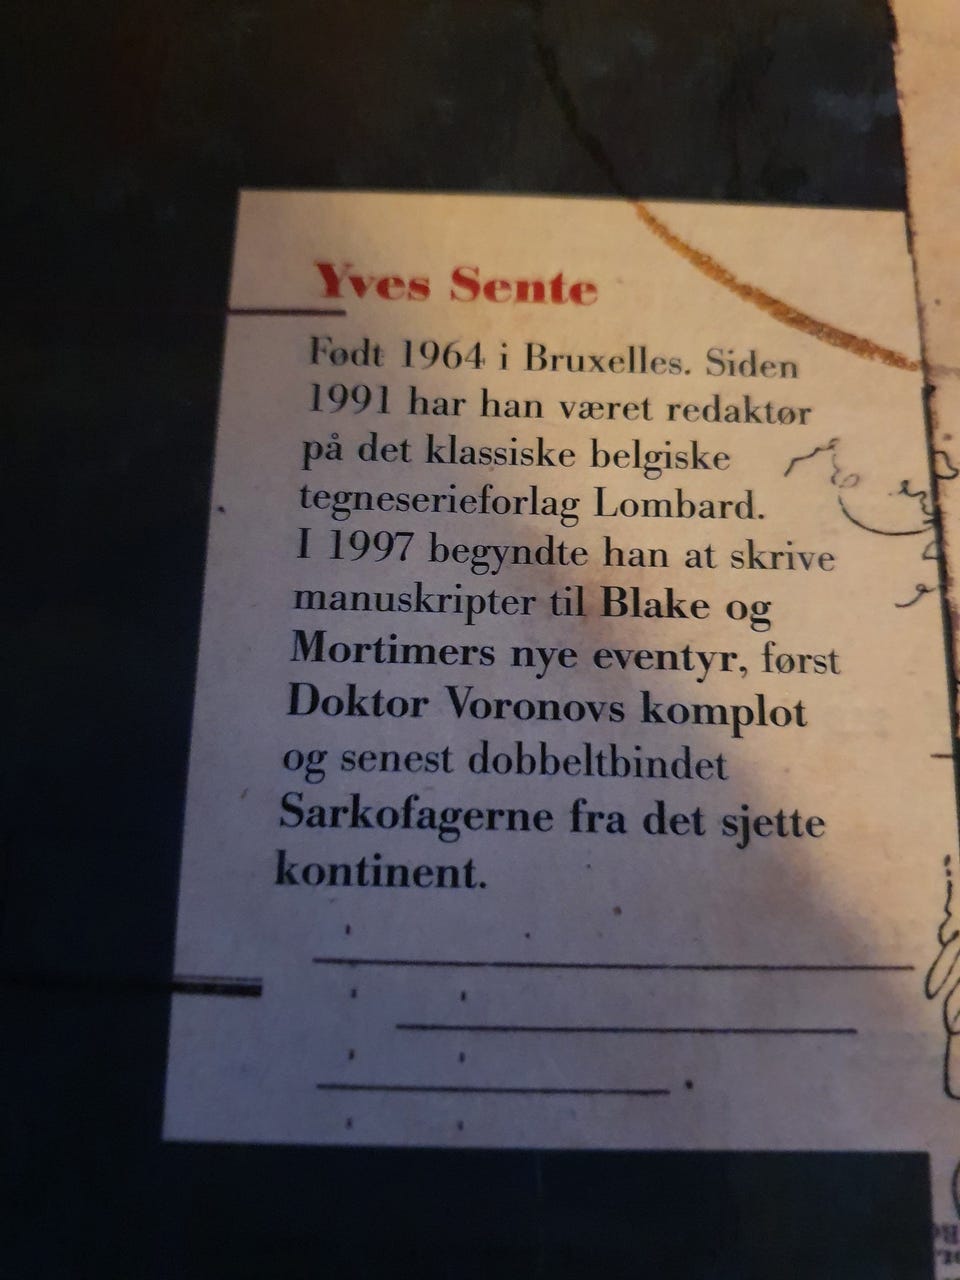 Yves Sente
Født 1964 i Bruxelles. Siden
1991 har han været redaktør
på det klassiske belgiske
tegneserieforlag Lombard.
I 1997 begyndte han at skrive
manuskripter til Blake og
Mortimers nye eventyr, først
Doktor Voronovs komplot
og senest dobbeltbindet
Sarkofagerne fra det sjette
kontinent.